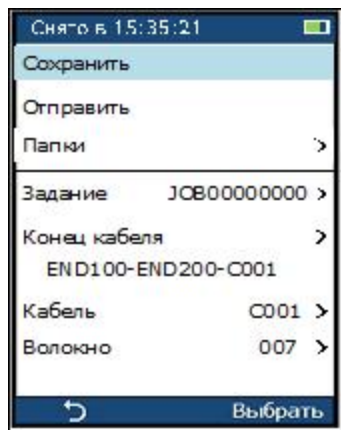 Снято в 15:35:21
Сохранить
Отправить
Папки >
Задание JOB00000000 >
Конец кабеля >
END100-END200-C001
Кабель C001 >
Волокно 007 >
Выбрать